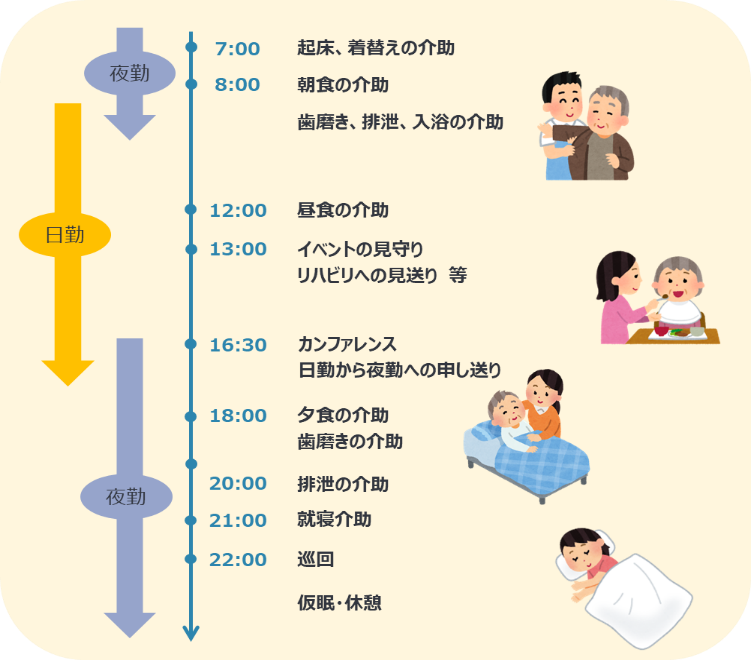 夜勤
7:00 起床、着替えの介助
8:00 朝食の介助
歯磨き、排泄、入浴の介助
日勤
12:00 昼食の介助
13:00 イベントの見守り
リハビリへの見送り 等
16:30 カンファレンス
日勤から夜勤への申し送り
18:00 夕食の介助
歯磨きの介助
夜勤
20:00 排泄の介助
21:00 就寝介助
22:00 巡回
仮眠・休憩